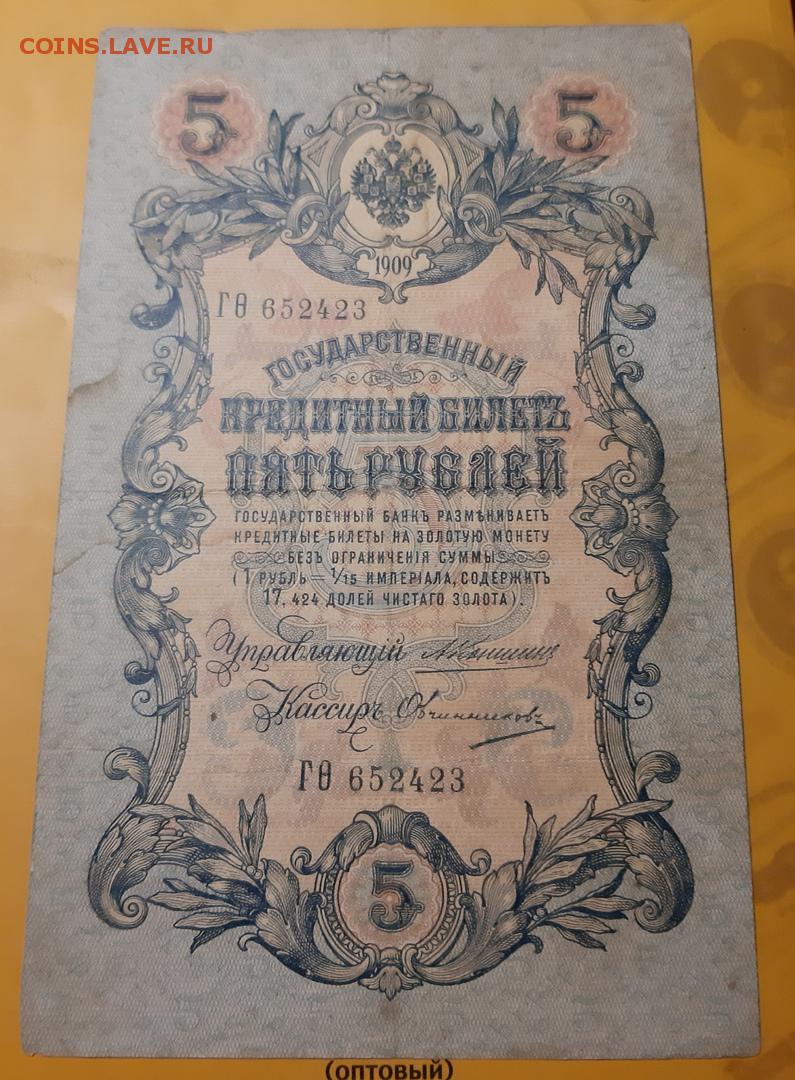 COINS.LAVE.RU
5 5
1909
ГѲ 652423
ГОСУДАРСТВЕННЫЙ
КРЕДИТНЫЙ БИЛЕТЪ
ПЯТЬ РУБЛЕЙ
ГОСУДАРСТВЕННЫЙ БАНКЪ РАЗМѢНИВАЕТЪ
КРЕДИТНЫЕ БИЛЕТЫ НА ЗОЛОТУЮ МОНЕТУ
БЕЗЪ ОГРАНИЧЕНІЯ СУММЫ
(1 РУБЛЬ = 1/15 ИМПЕРІАЛА, СОДЕРЖИТЪ
17,424 ДОЛЕЙ ЧИСТАГО ЗОЛОТА).
Управляющій
Кассиръ Овчинниковъ
ГѲ 652423
5
(оптовый)